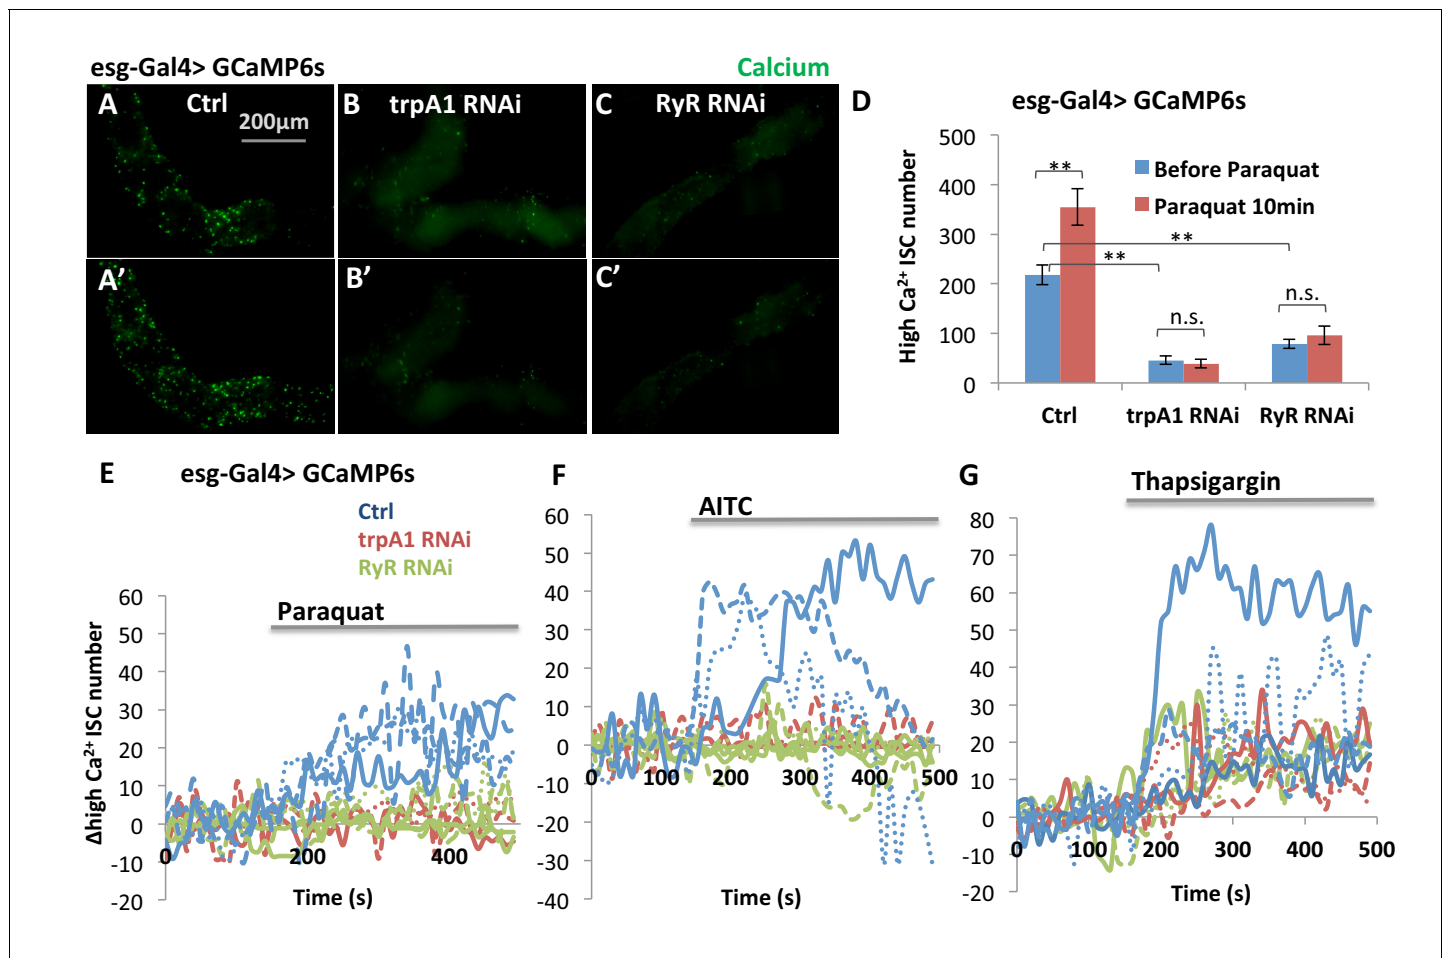 esg-Gal4> GCaMP6s
Calcium
A
Ctrl
200µm
B
trpA1 RNAi
C
RyR RNAi
A’
B’
C’
D
esg-Gal4> GCaMP6s
High Ca²⁺ ISC number
500
400
300
200
100
0
Before Paraquat
Paraquat 10min
**
**
**
n.s.
n.s.
Ctrl
trpA1 RNAi
RyR RNAi
E
esg-Gal4> GCaMP6s
Ctrl
trpA1 RNAi
RyR RNAi
Paraquat
Δhigh Ca²⁺ ISC number
60
50
40
30
20
10
0
-10
-20
0
200
400
Time (s)
F
AITC
60
50
40
30
20
10
0
-10
-20
-30
-40
0
100
200
300
400
500
Time (s)
G
Thapsigargin
80
70
60
50
40
30
20
10
0
-10
-20
0
100
200
300
400
500
Time (s)